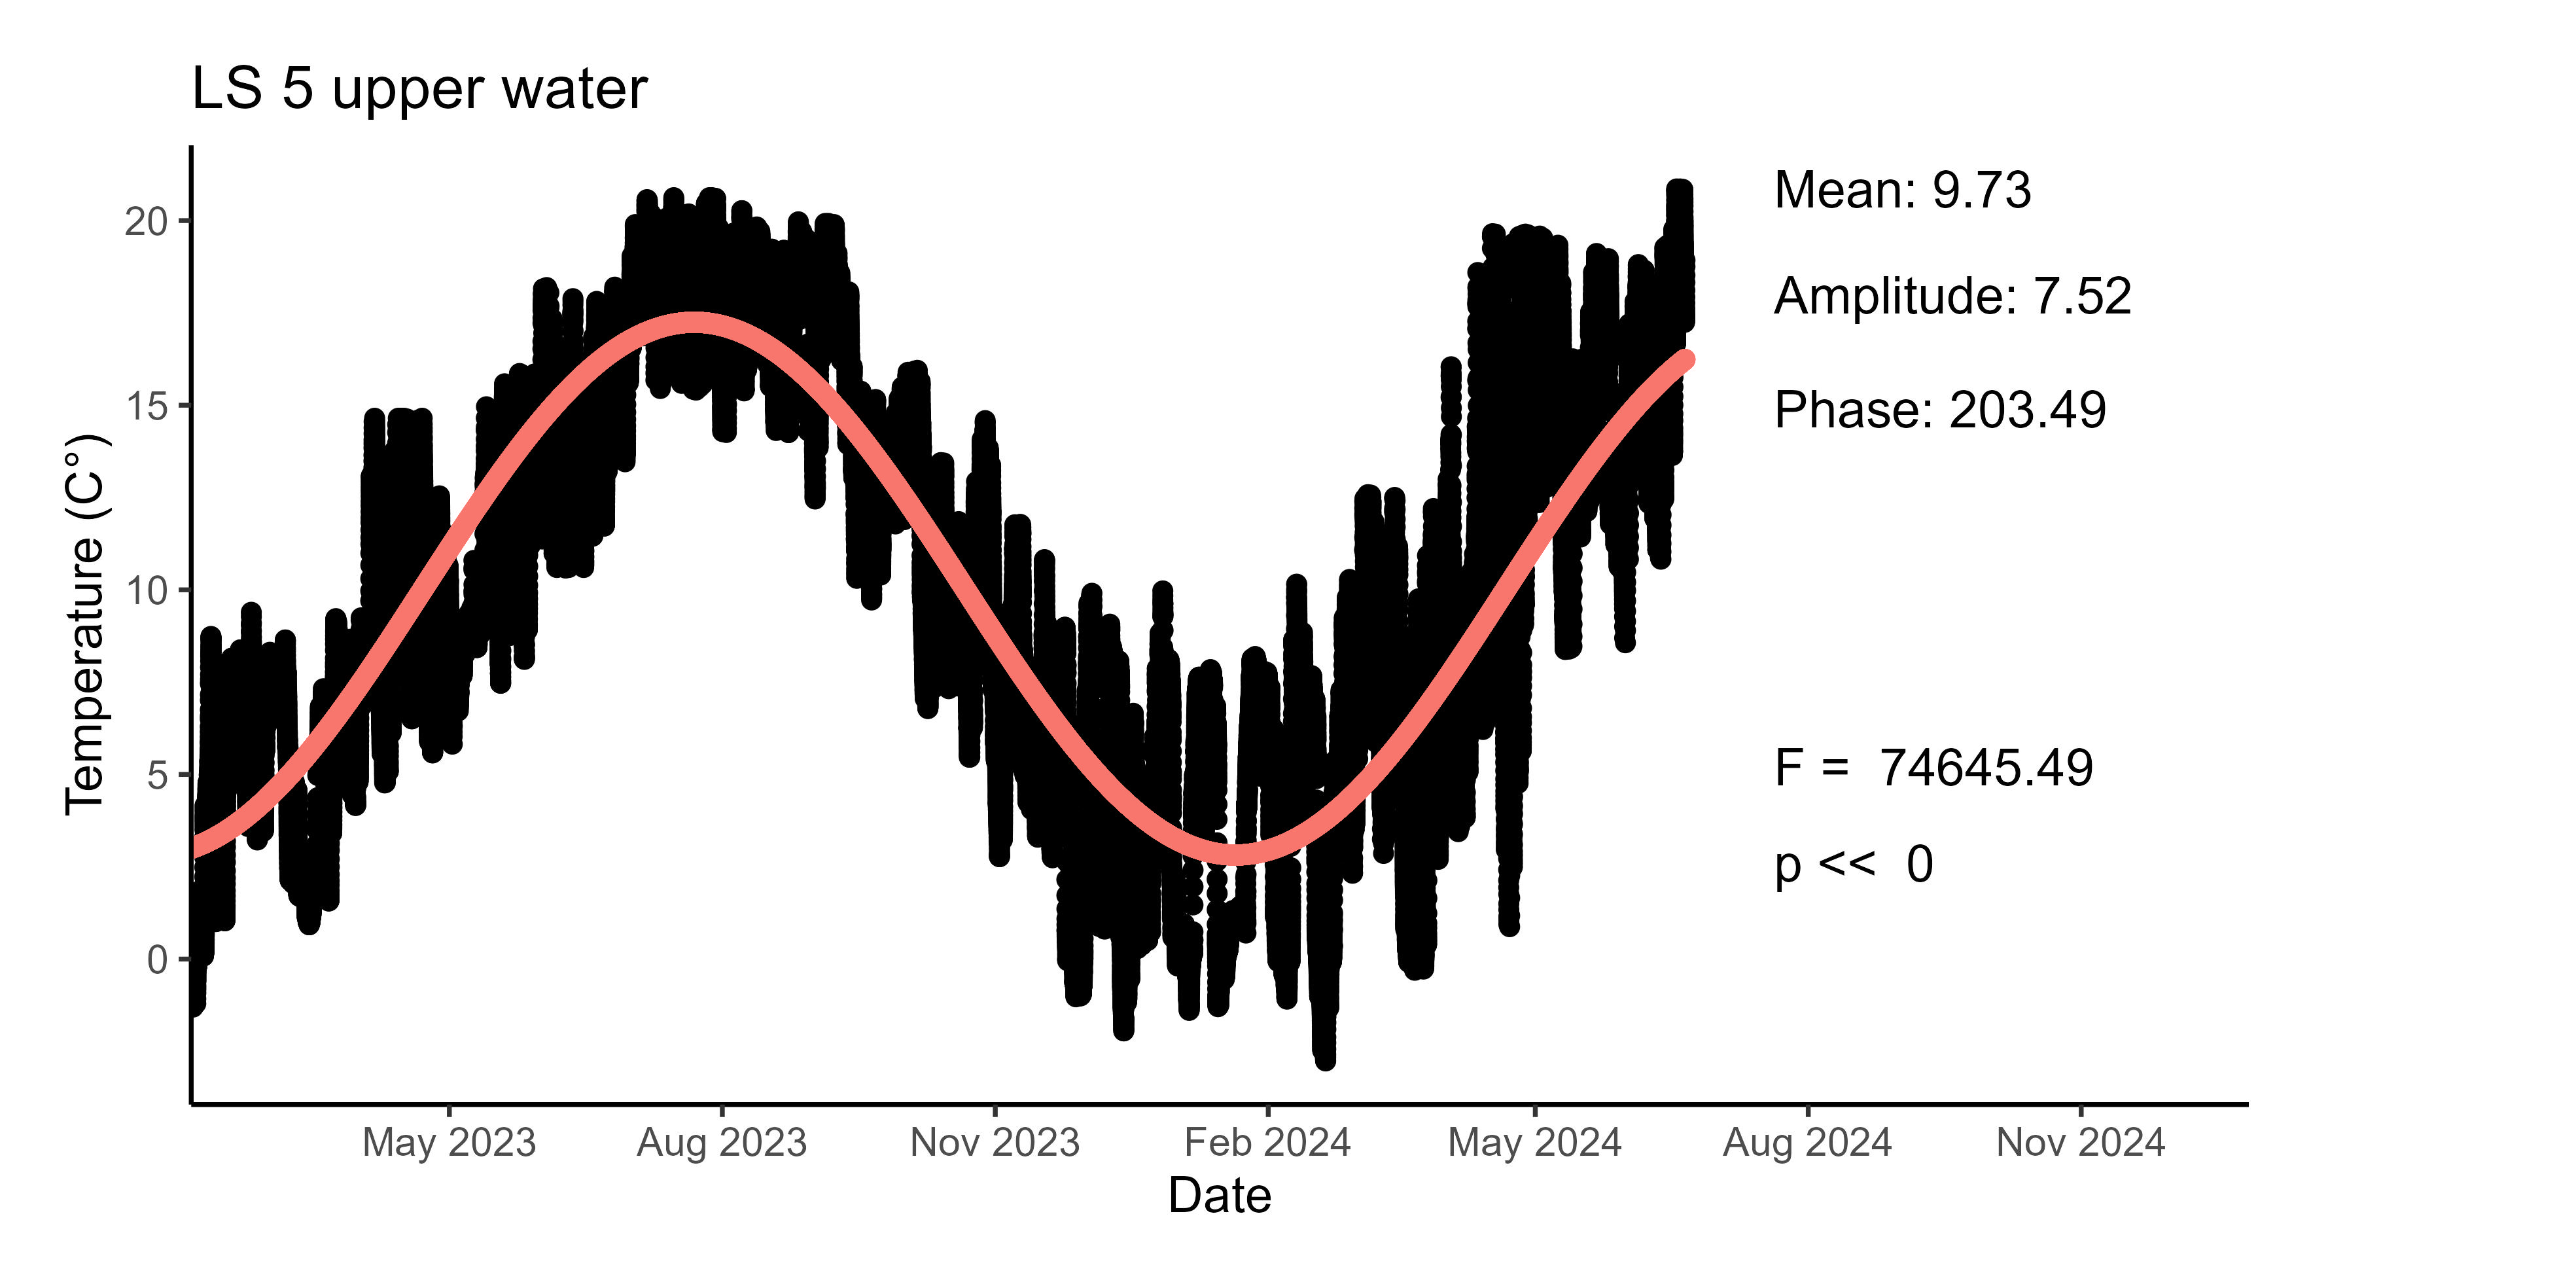 LS 5 upper water
Mean: 9.73
Amplitude: 7.52
Phase: 203.49
F =  74645.49
p <<  0
Temperature (C°)
20
15
10
5
0
May 2023
Aug 2023
Nov 2023
Feb 2024
May 2024
Aug 2024
Nov 2024
Date